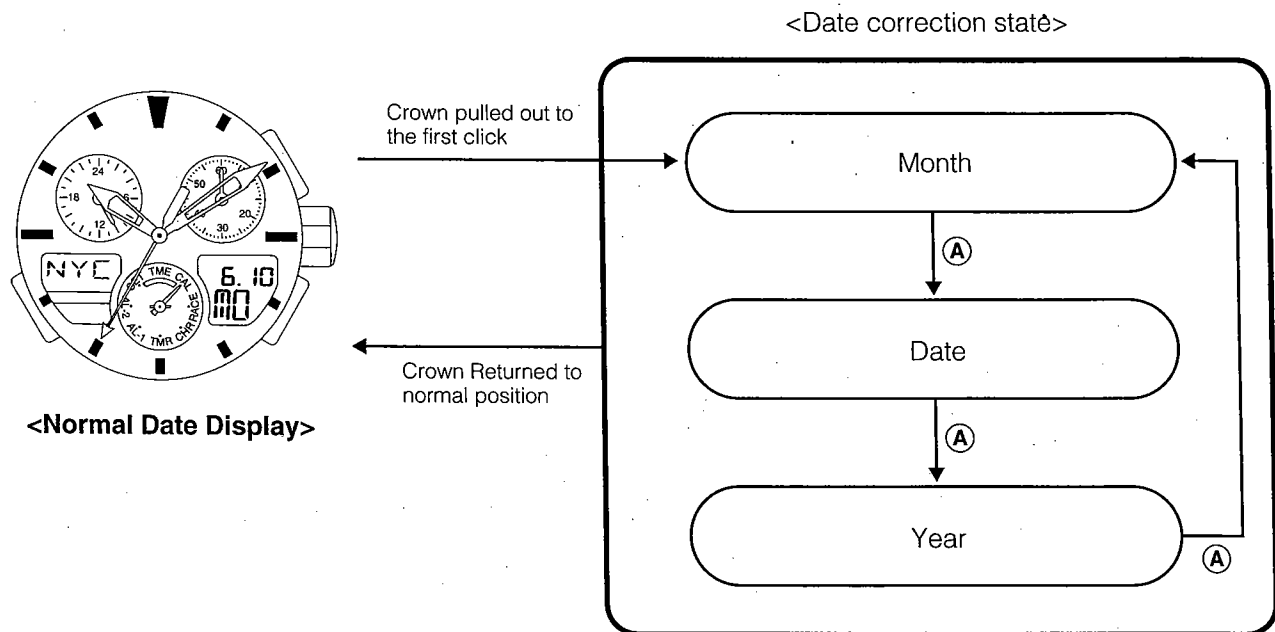 <Date correction state>
Crown pulled out to
the first click
Month
A
Date
A
Year
A
Crown Returned to
normal position
24
6
12
18
50
20
30
NYC
TME CAL
RACE
CHR
TMR
AL-1
AL-2
6.10
MO
<Normal Date Display>